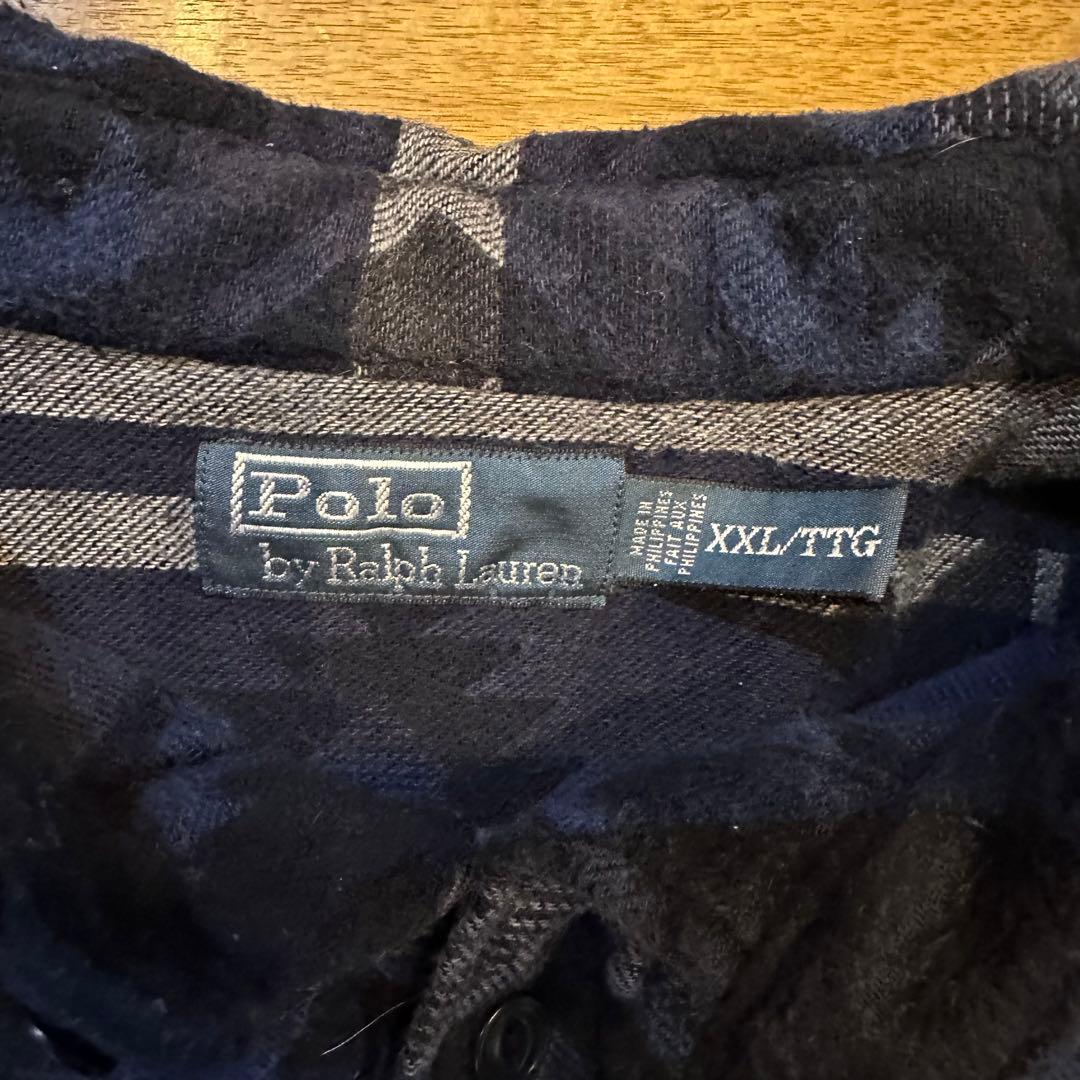 Polo
by Ralph Lauren
MADE IN
PHILIPPINES
FAIT AUX
PHILIPPINES
XXL/TTG